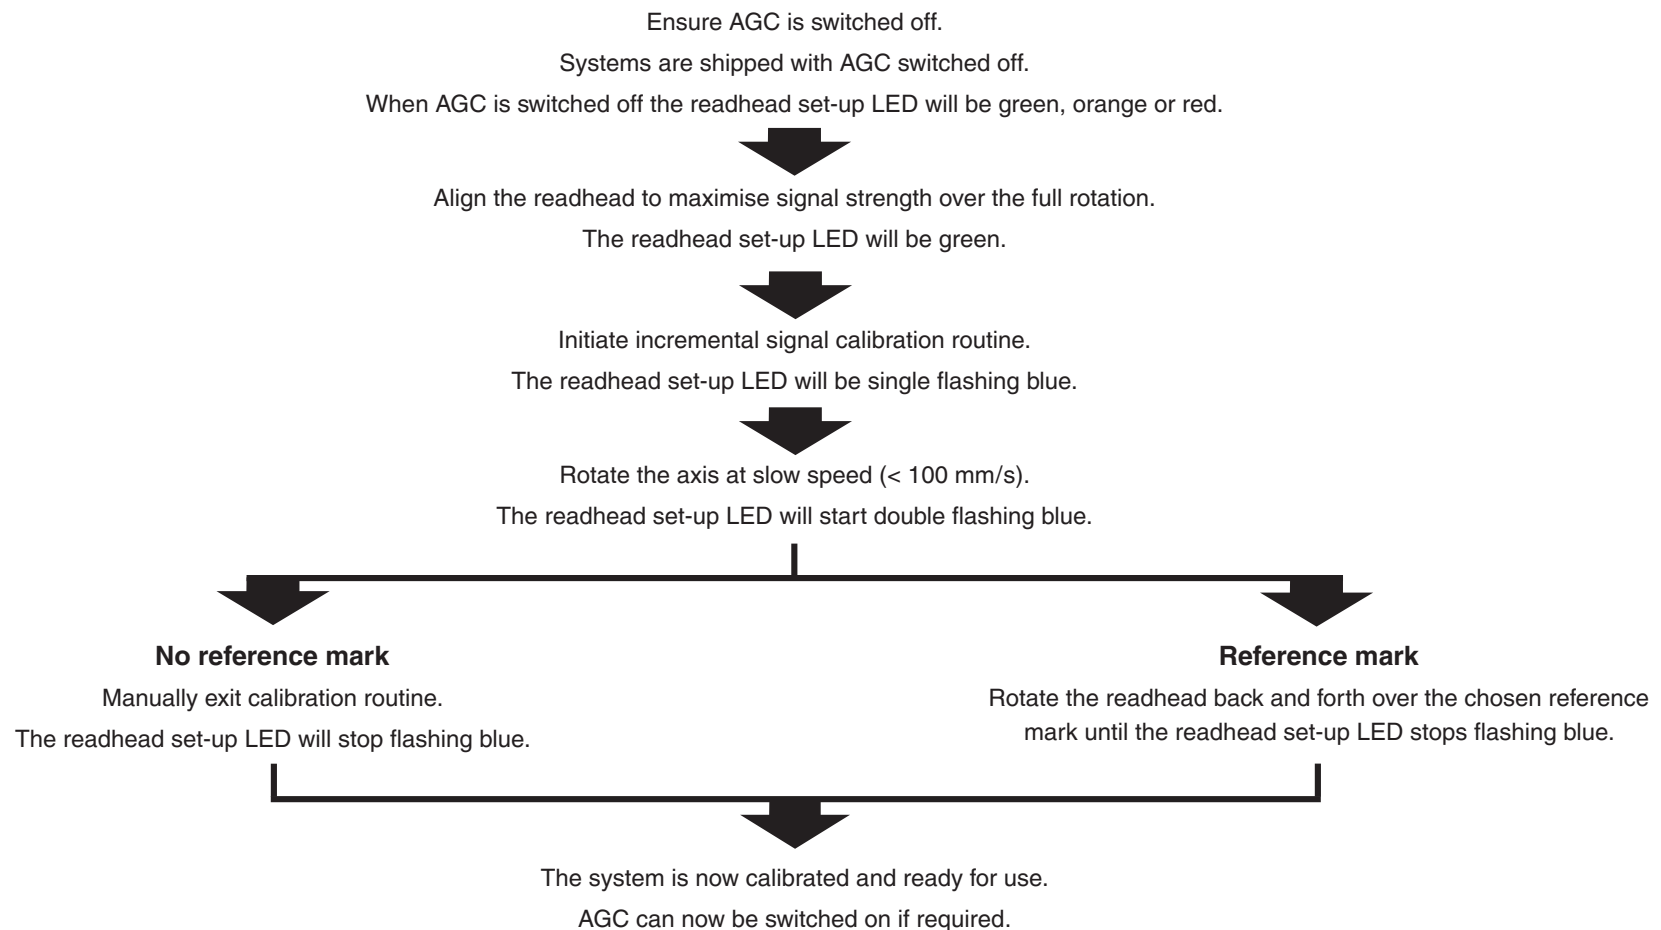 Ensure AGC is switched off.
Systems are shipped with AGC switched off.
When AGC is switched off the readhead set-up LED will be green, orange or red.
Align the readhead to maximise signal strength over the full rotation.
The readhead set-up LED will be green.
Initiate incremental signal calibration routine.
The readhead set-up LED will be single flashing blue.
Rotate the axis at slow speed (< 100 mm/s).
The readhead set-up LED will start double flashing blue.
No reference mark
Manually exit calibration routine.
The readhead set-up LED will stop flashing blue.
Reference mark
Rotate the readhead back and forth over the chosen reference
mark until the readhead set-up LED stops flashing blue.
The system is now calibrated and ready for use.
AGC can now be switched on if required.